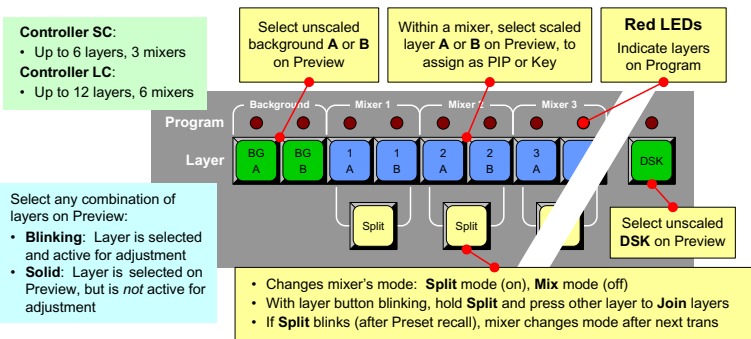 Controller SC:
• Up to 6 layers, 3 mixers
Controller LC:
• Up to 12 layers, 6 mixers
Select unscaled
background A or B
on Preview
Within a mixer, select scaled
layer A or B on Preview, to
assign as PIP or Key
Red LEDs
Indicate layers
on Program
Background
Mixer 1
Mixer 2
Mixer 3
Program
Layer
BG
A
BG
B
1
A
1
B
2
A
2
B
3
A
DSK
Split
Split
Select any combination of
layers on Preview:
• Blinking: Layer is selected
and active for adjustment
• Solid: Layer is selected on
Preview, but is not active for
adjustment
Select unscaled
DSK on Preview
• Changes mixer’s mode: Split mode (on), Mix mode (off)
• With layer button blinking, hold Split and press other layer to Join layers
• If Split blinks (after Preset recall), mixer changes mode after next trans